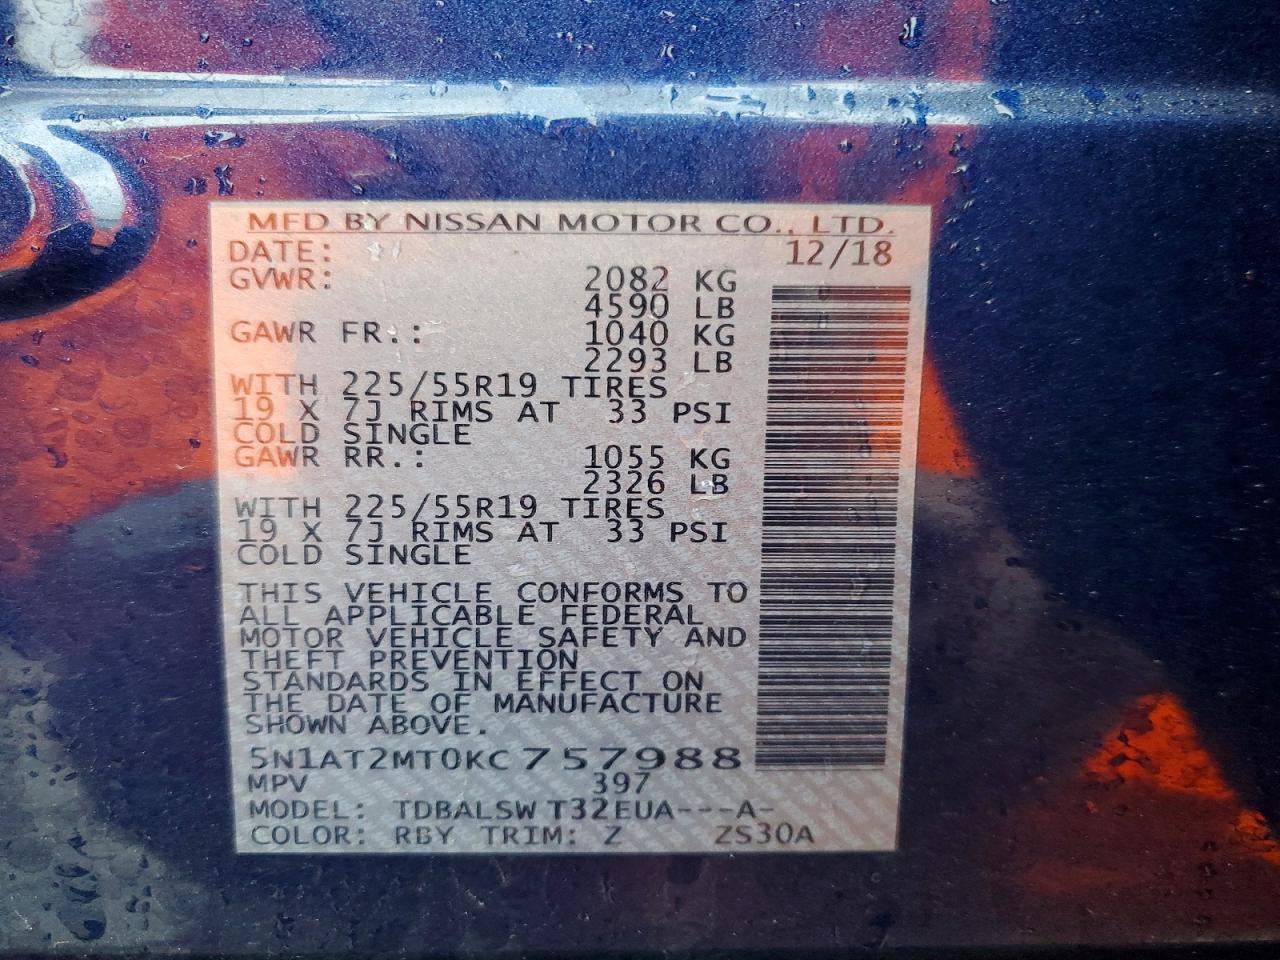 MFD BY NISSAN MOTOR CO., LTD.
DATE: 12/18
GVWR: 2082 KG
4590 LB
GAWR FR.: 1040 KG
2293 LB
WITH 225/55R19 TIRES
19 X 7J RIMS AT 33 PSI
COLD SINGLE
GAWR RR.: 1055 KG
2326 LB
WITH 225/55R19 TIRES
19 X 7J RIMS AT 33 PSI
COLD SINGLE
THIS VEHICLE CONFORMS TO
ALL APPLICABLE FEDERAL
MOTOR VEHICLE SAFETY AND
THEFT PREVENTION
STANDARDS IN EFFECT ON
THE DATE OF MANUFACTURE
SHOWN ABOVE.
5N1AT2MT0KC757988
MPV 397
MODEL: TDBALSW T32EUA---A-
COLOR: RBY TRIM: Z ZS30A